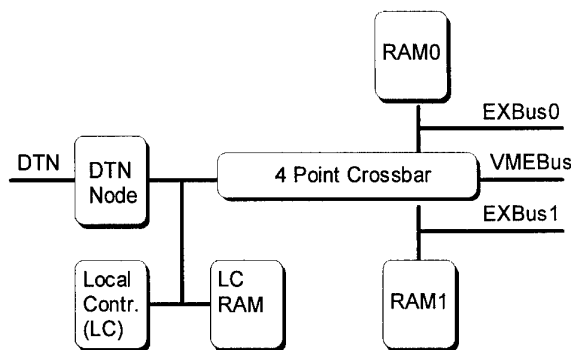 RAM0
EXBus0
DTN
DTN
Node
4 Point Crossbar
VMEBus
EXBus1
Local
Contr.
(LC)
LC
RAM
RAM1